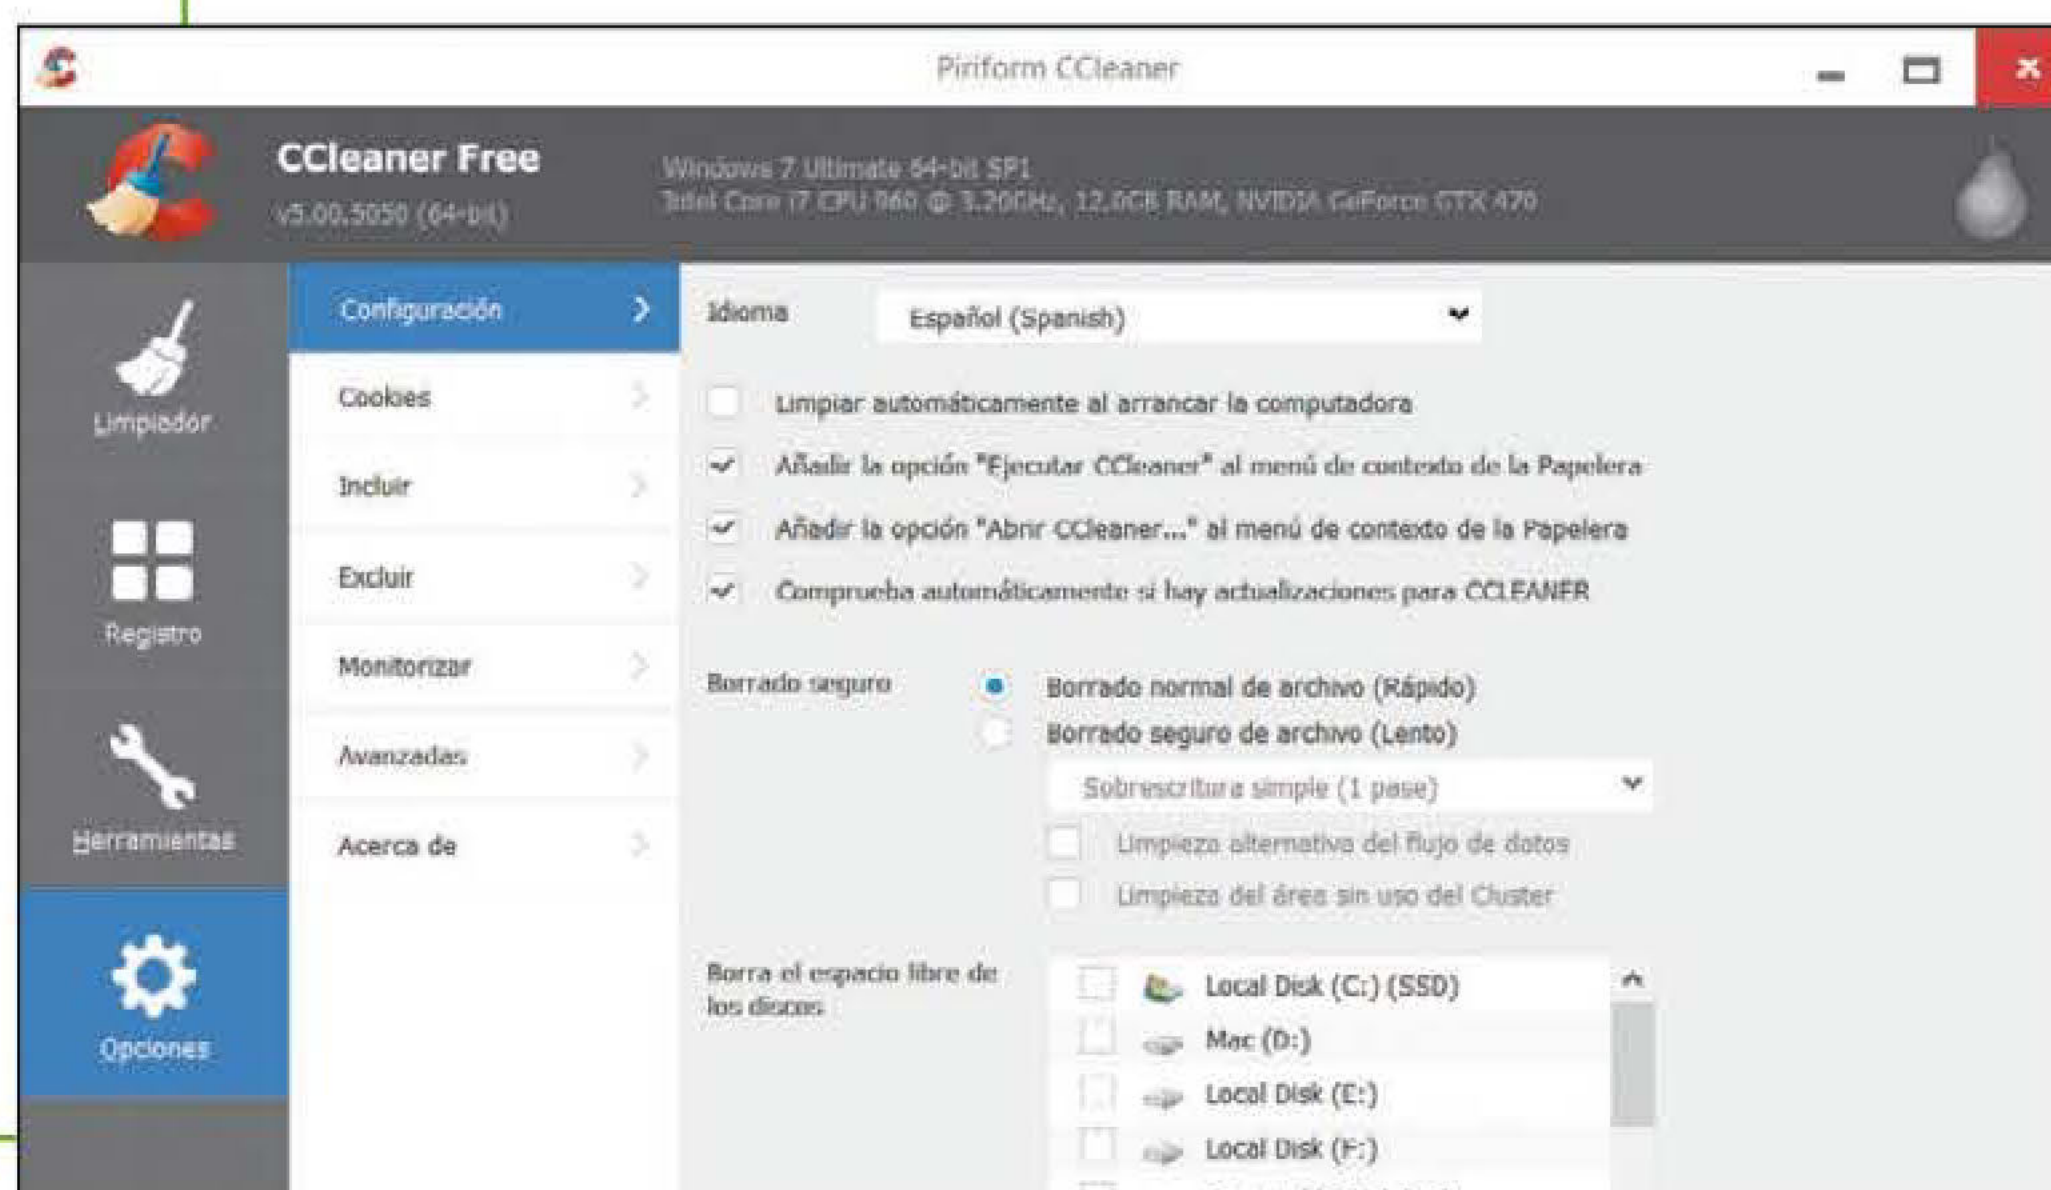 Piriform CCleaner
CCleaner Free
v5.00.5050 (64-bit)
Windows 7 Ultimate 64-bit SP1
Intel Core i7 CPU 960 @ 3.20GHz, 12.0GB RAM, NVIDIA GeForce GTX 470
Limpiador
Registro
Herramientas
Opciones
Configuración
Cookies
Incluir
Excluir
Monitorizar
Avanzadas
Acerca de
Idioma
Español (Spanish)
Limpiar automáticamente al arrancar la computadora
Añadir la opción "Ejecutar CCleaner" al menú de contexto de la Papelera
Añadir la opción "Abrir CCleaner..." al menú de contexto de la Papelera
Comprueba automáticamente si hay actualizaciones para CCLEANER
Borrado seguro
Borrado normal de archivo (Rápido)
Borrado seguro de archivo (Lento)
Sobrescritura simple (1 pase)
Limpieza alternativa del flujo de datos
Limpieza del área sin uso del Cluster
Borra el espacio libre de
los discos
Local Disk (C:) (SSD)
Mac (D:)
Local Disk (E:)
Local Disk (F:)